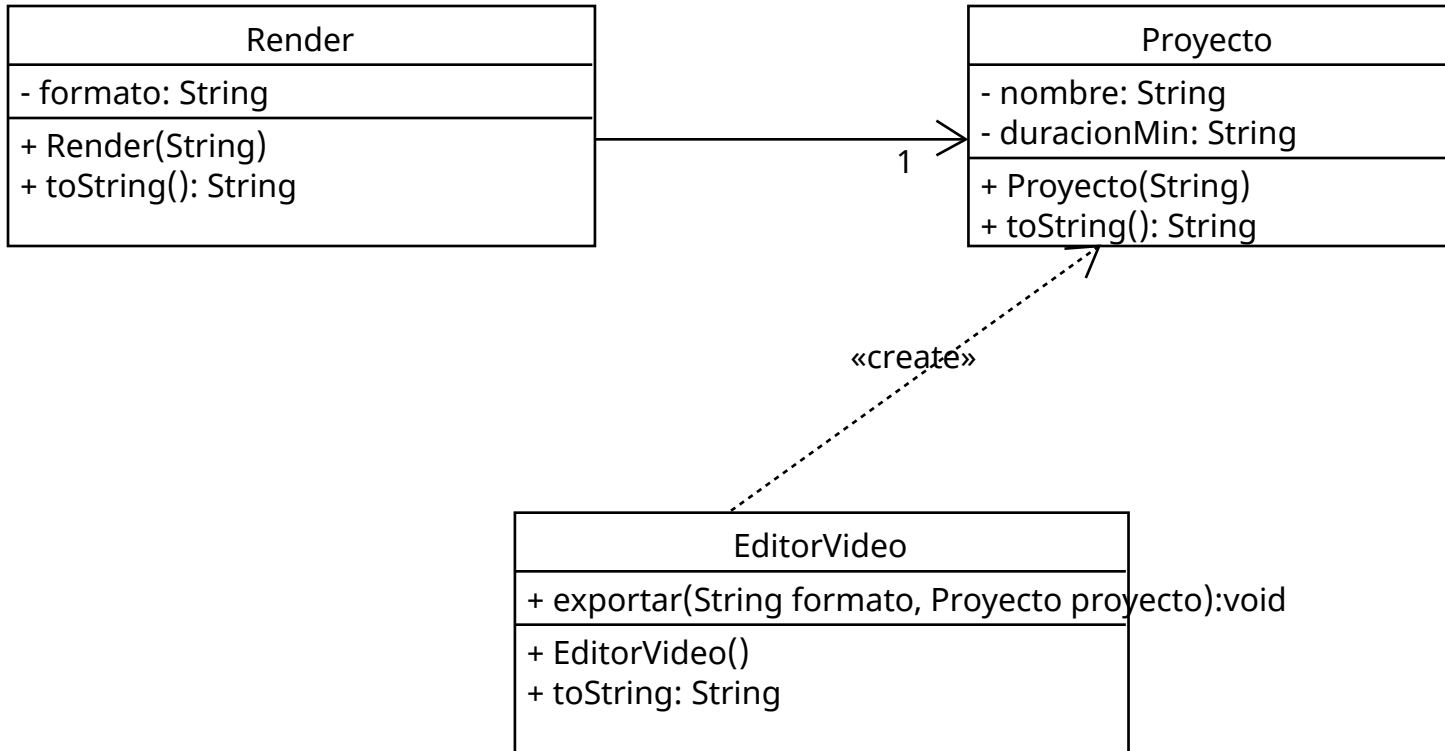 Render
- formato: String
+ Render(String)
+ toString(): String
1
Proyecto
- nombre: String
- duracionMin: String
+ Proyecto(String)
+ toString(): String
«create»
EditorVideo
+ exportar(String formato, Proyecto proyecto):void
+ EditorVideo()
+ toString: String